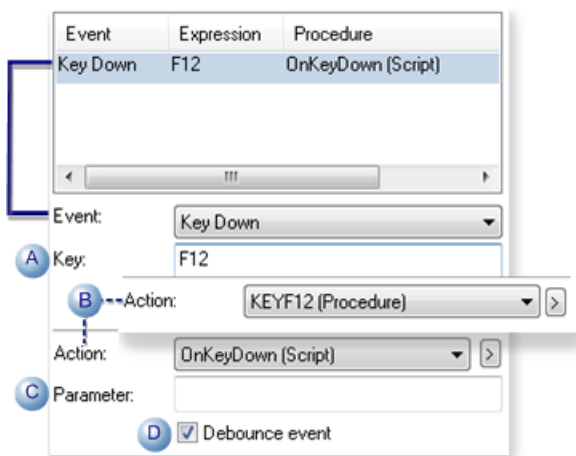 Event Expression Procedure
Key Down F12 OnKeyDown (Script)
Event: Key Down
A Key: F12
B Action: KEYF12 (Procedure) >
Action: OnKeyDown (Script) >
C Parameter:
D Debounce event